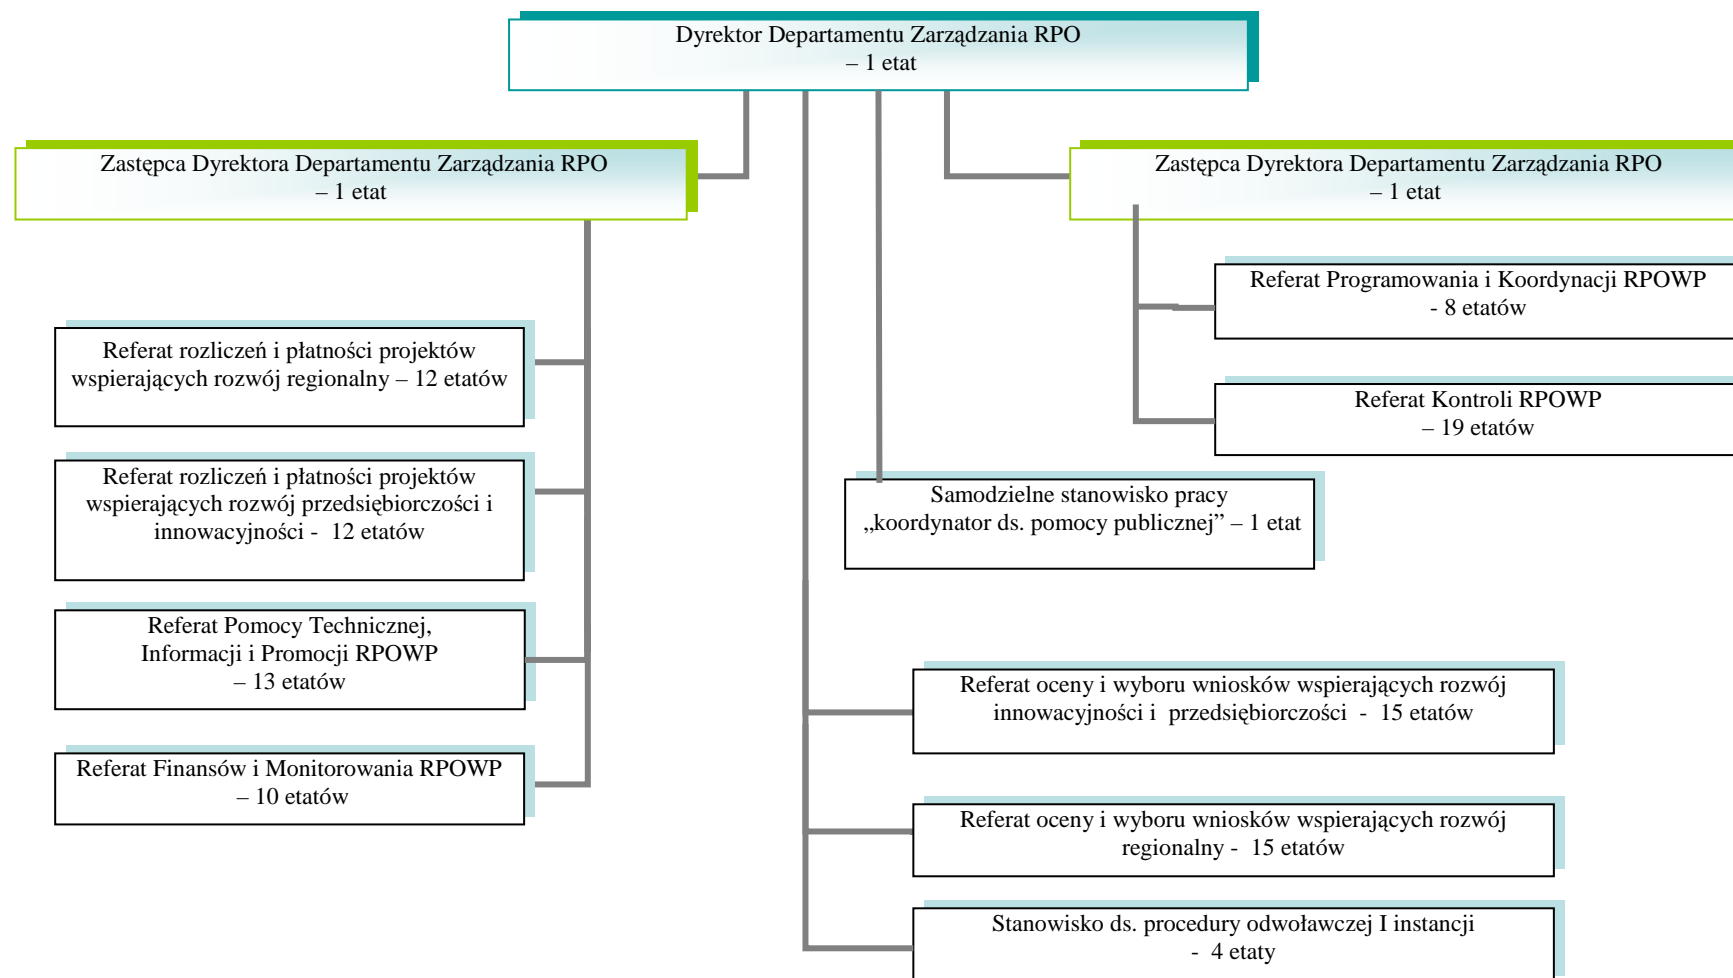 Dyrektor Departamentu Zarządzania RPO
– 1 etat
Zastępca Dyrektora Departamentu Zarządzania RPO
– 1 etat
Zastępca Dyrektora Departamentu Zarządzania RPO
– 1 etat
Referat Programowania i Koordynacji RPOWP
- 8 etatów
Referat Kontroli RPOWP
– 19 etatów
Referat rozliczeń i płatności projektów
wspierających rozwój regionalny – 12 etatów
Referat rozliczeń i płatności projektów
wspierających rozwój przedsiębiorczości i
innowacyjności - 12 etatów
Referat Pomocy Technicznej,
Informacji i Promocji RPOWP
– 13 etatów
Referat Finansów i Monitorowania RPOWP
– 10 etatów
Samodzielne stanowisko pracy
„koordynator ds. pomocy publicznej” – 1 etat
Referat oceny i wyboru wniosków wspierających rozwój
innowacyjności i przedsiębiorczości - 15 etatów
Referat oceny i wyboru wniosków wspierających rozwój
regionalny - 15 etatów
Stanowisko ds. procedury odwoławczej I instancji
- 4 etaty